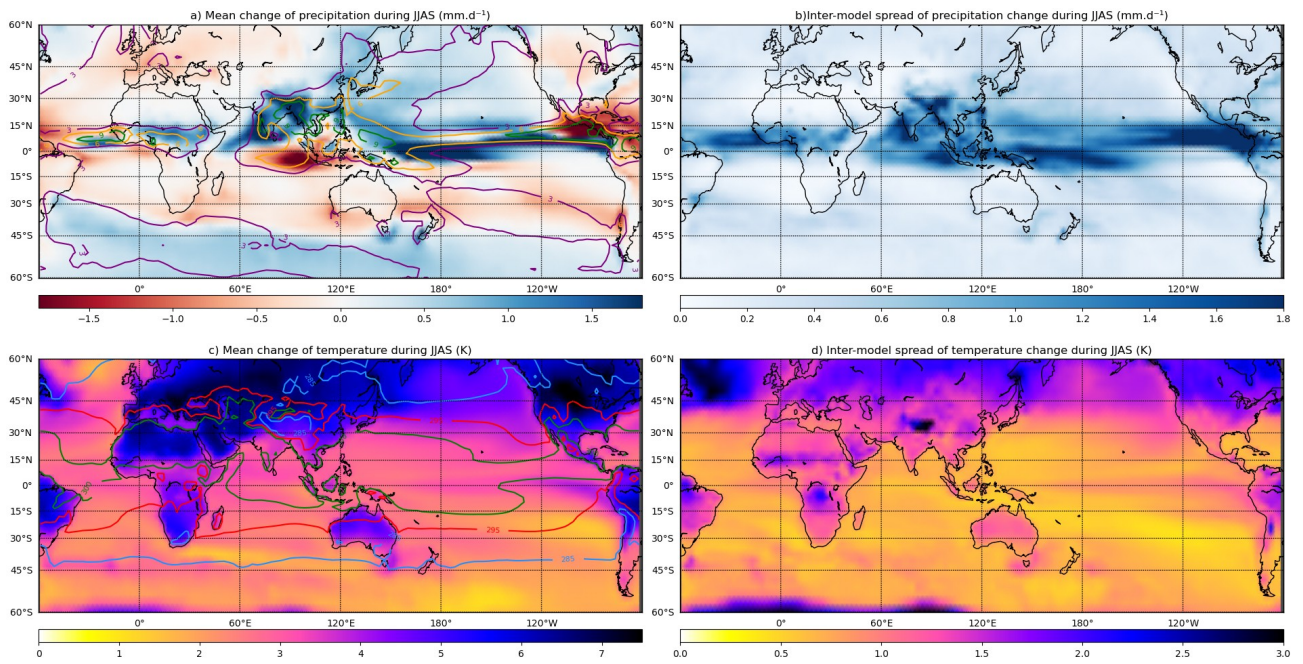 a) Mean change of precipitation during JJAS (mm.d⁻¹)
60°N
45°N
30°N
15°N
0°
15°S
30°S
45°S
60°S
0°
60°E
120°E
120°W
−1.5
−1.0
−0.5
0.0
0.5
1.0
1.5
b)Inter-model spread of precipitation change during JJAS (mm.d⁻¹)
60°N
45°N
30°N
15°N
0°
15°S
30°S
45°S
60°S
0°
60°E
120°E
120°W
0.0
0.2
0.4
0.6
0.8
1.0
1.2
1.4
1.6
1.8
c) Mean change of temperature during JJAS (K)
60°N
45°N
30°N
15°N
0°
15°S
30°S
45°S
60°S
285
300
295
285
0°
60°E
120°E
120°W
0
1
2
3
4
5
6
7
d) Inter-model spread of temperature change during JJAS (K)
60°N
45°N
30°N
15°N
0°
15°S
30°S
45°S
60°S
0°
60°E
120°E
120°W
0.0
0.5
1.0
1.5
2.0
2.5
3.0